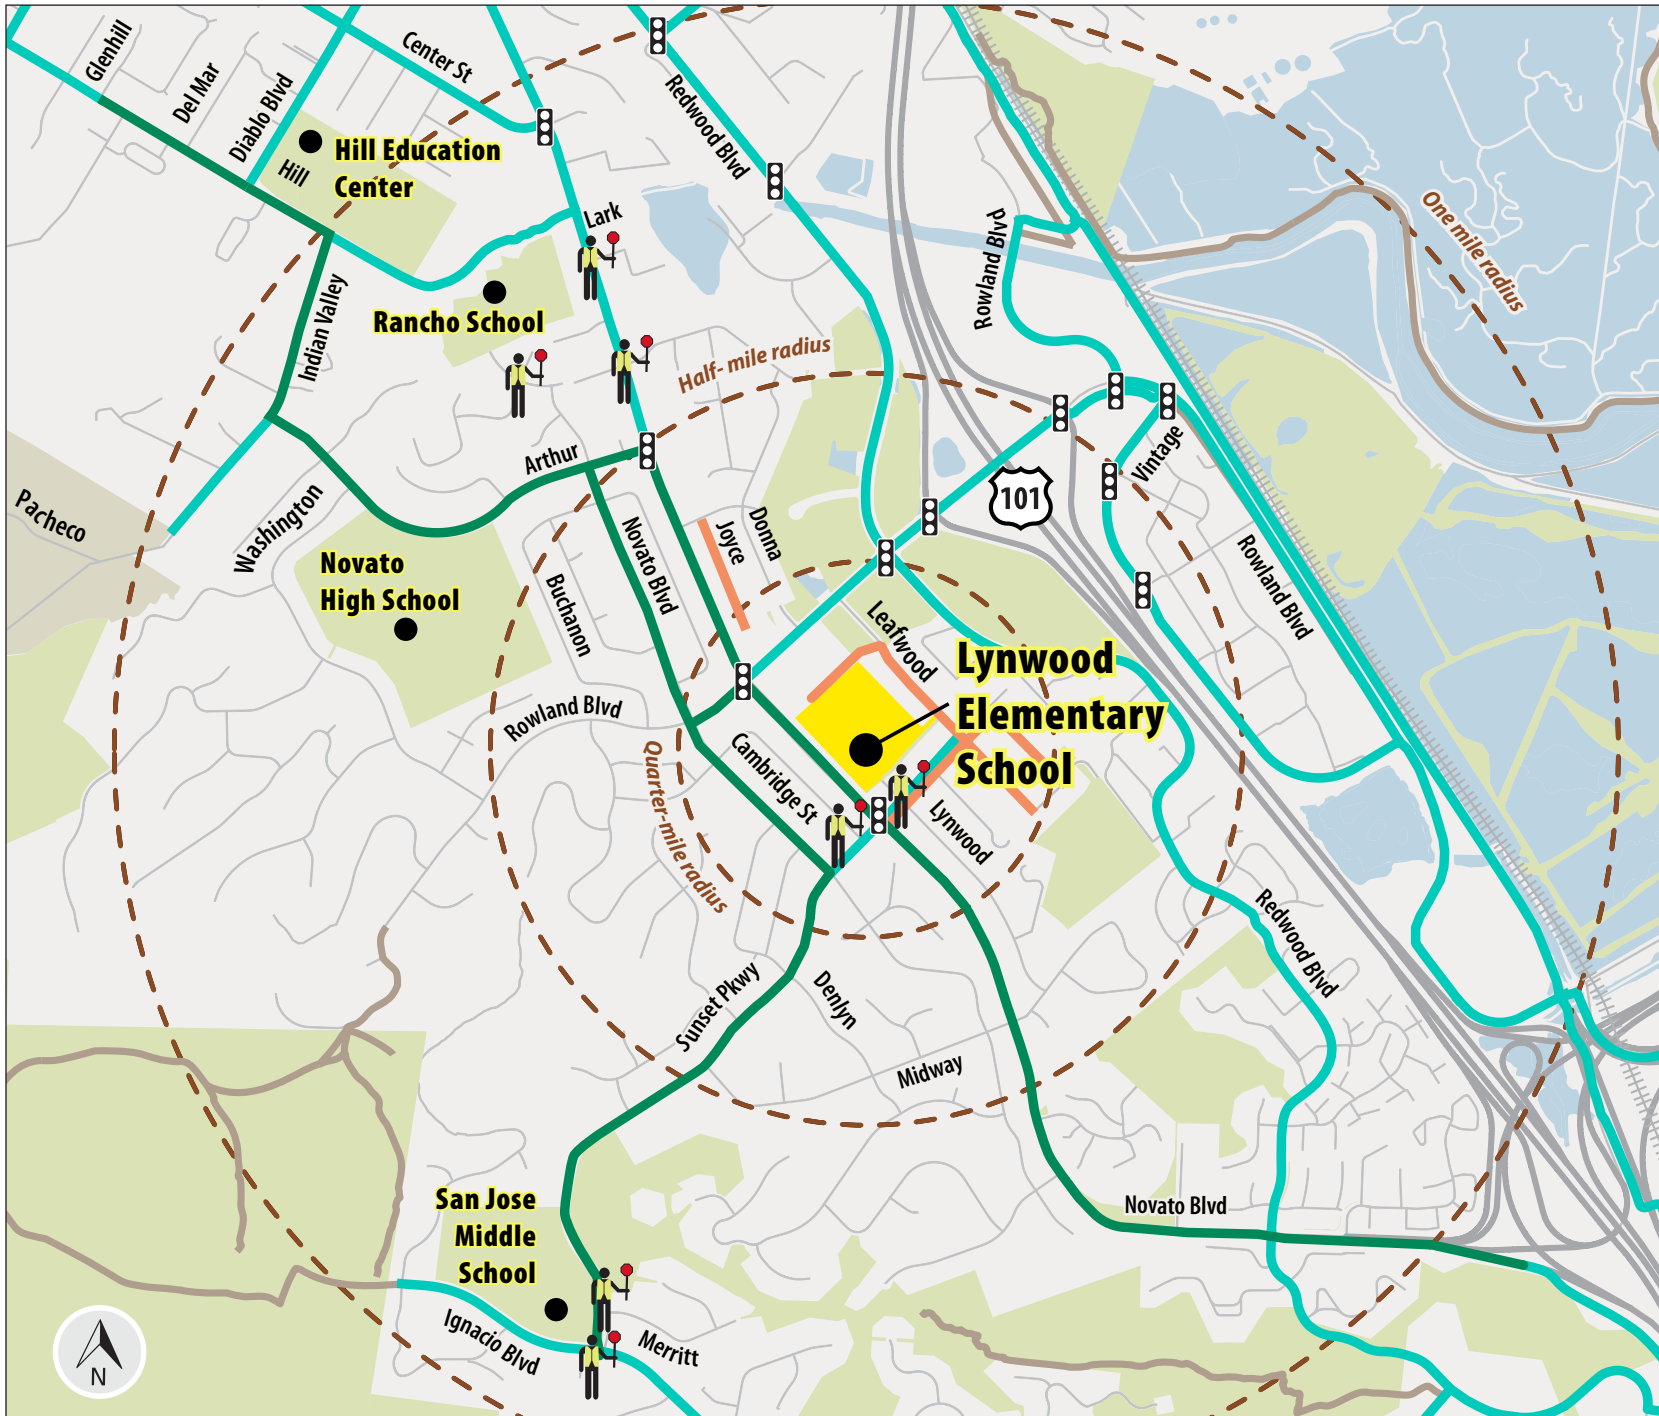 Glenhill
Del Mar
Diablo Blvd
Center St
Redwood Blvd
Hill
Hill Education
Center
Lark
Rowland Blvd
One mile radius
Indian Valley
Rancho School
Half- mile radius
Arthur
Vintage
101
Pacheco
Washington
Novato Blvd
Joyce
Donna
Rowland Blvd
Novato
High School
Buchanon
Leafwood
Lynwood
Elementary
School
Rowland Blvd
Quarter-mile radius
Cambridge St
Lynwood
Redwood Blvd
Sunset Pkwy
Denlyn
Midway
San Jose
Middle
School
Novato Blvd
Ignacio Blvd
Merritt
N